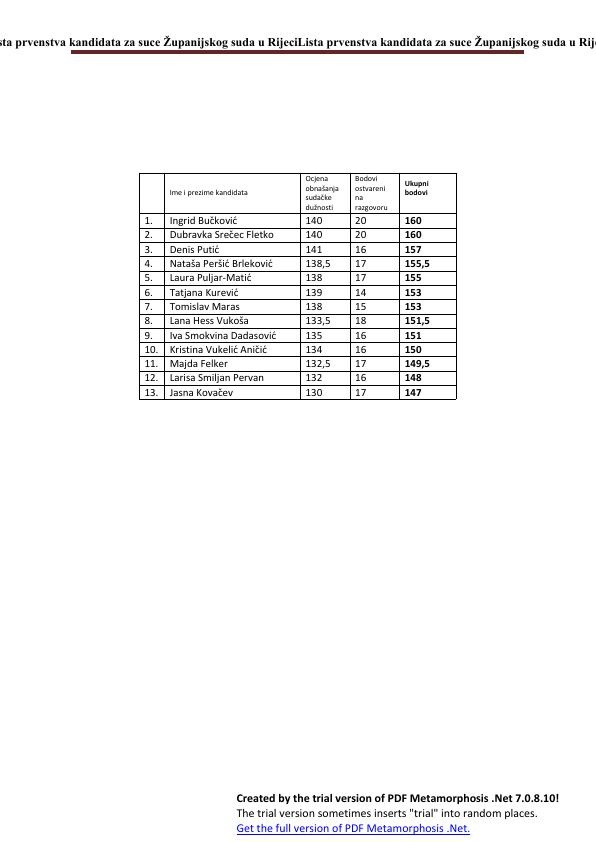 sta prvenstva kandidata za suce Županijskog suda u RijeciLista prvenstva kandidata za suce Županijskog suda u Rije
Ime i prezime kandidata
Ocjena
obnašanja
sudačke
dužnosti
Bodovi
ostvareni
na
razgovoru
Ukupni
bodovi
1. Ingrid Bučković 140 20 160
2. Dubravka Srečec Fletko 140 20 160
3. Denis Putić 141 16 157
4. Nataša Peršić Brleković 138,5 17 155,5
5. Laura Puljar-Matić 138 17 155
6. Tatjana Kurević 139 14 153
7. Tomislav Maras 138 15 153
8. Lana Hess Vukoša 133,5 18 151,5
9. Iva Smokvina Dadasović 135 16 151
10. Kristina Vukelić Aničić 134 16 150
11. Majda Felker 132,5 17 149,5
12. Larisa Smiljan Pervan 132 16 148
13. Jasna Kovačev 130 17 147
Created by the trial version of PDF Metamorphosis .Net 7.0.8.10!
The trial version sometimes inserts "trial" into random places.
Get the full version of PDF Metamorphosis .Net.